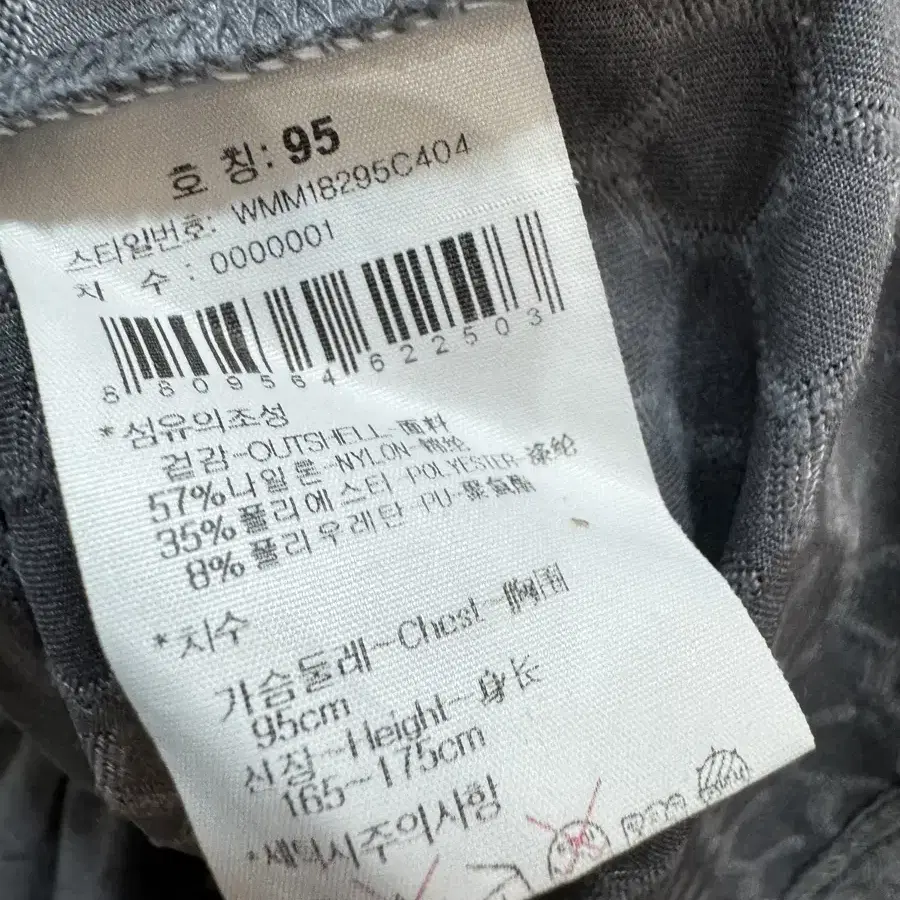 호 칭: 95
스타일번호: WMM18295C404
치 수 : 0000001
8809564622503
*섬유의조성
겉감-OUTSHELL-面料
57%나일론-NYLON-锦纶
35%폴리에스터-POLYESTER-涤纶
8%폴리우레탄-PU-聚氨酯
*치수
가슴둘레-Chest-胸围
95cm
신장-Height-身长
165~175cm
*세탁시주의사항